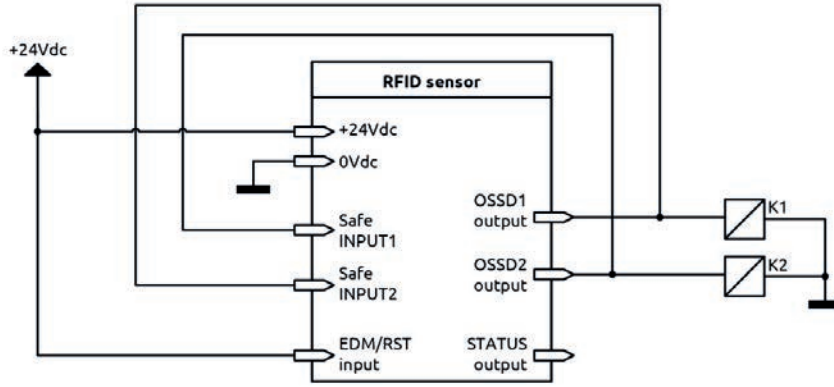 +24Vdc
RFID sensor
+24Vdc
0Vdc
Safe
INPUT1
Safe
INPUT2
EDM/RST
input
OSSD1
output
OSSD2
output
STATUS
output
K1
K2